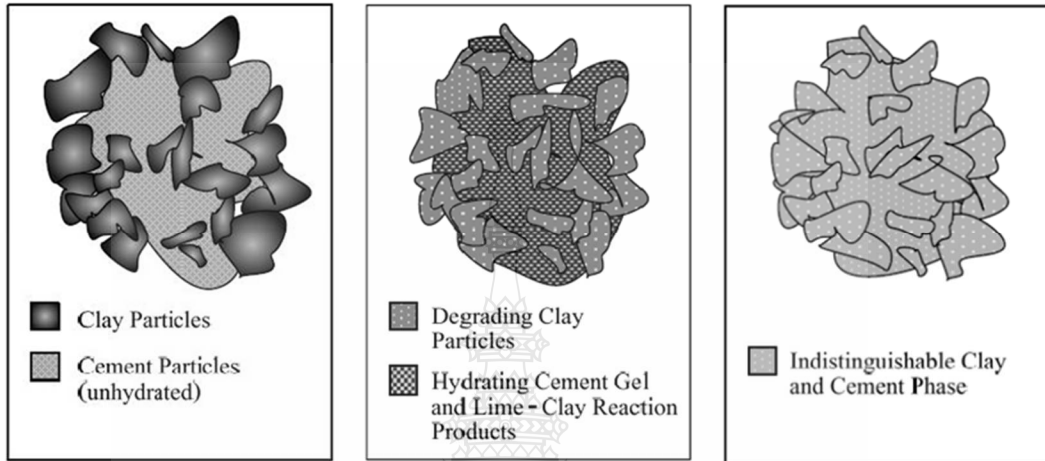 Clay Particles
Cement Particles
(unhydrated)
Degrading Clay
Particles
Hydrating Cement Gel
and Lime - Clay Reaction
Products
Indistinguishable Clay
and Cement Phase